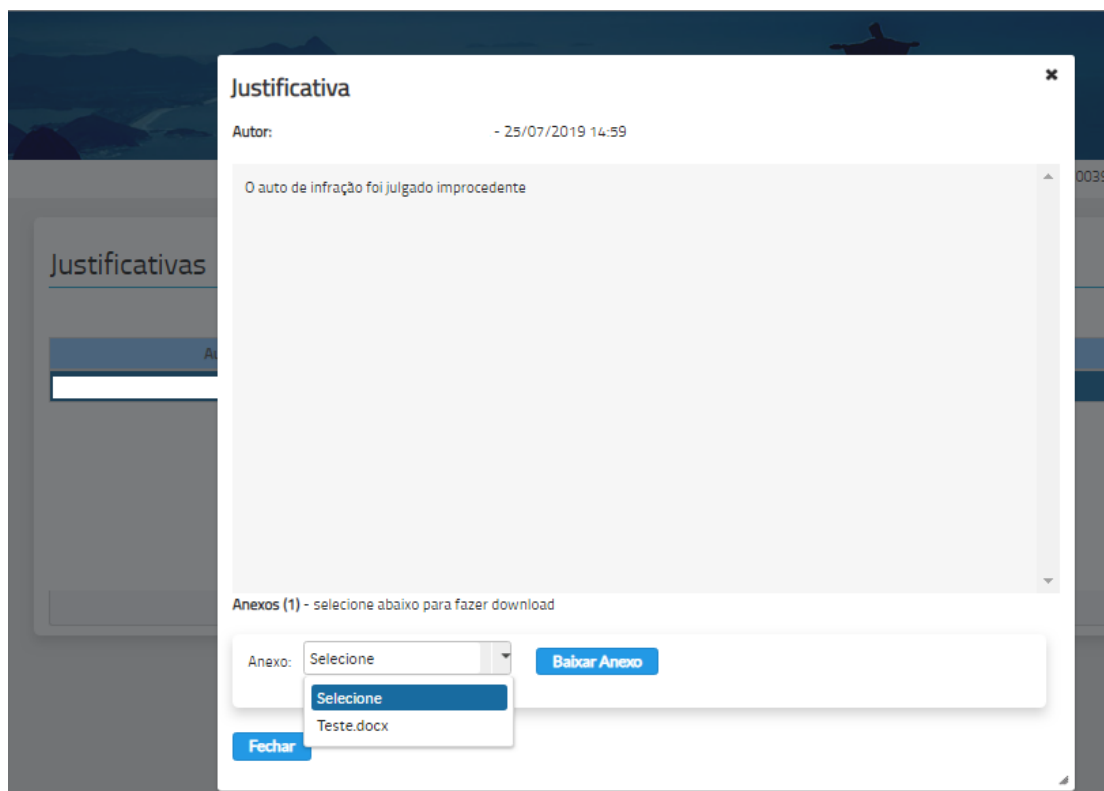 Justificativa
Autor: - 25/07/2019 14:59
O auto de infração foi julgado improcedente
0039
Justificativas
Anexos (1) - selecione abaixo para fazer download
Anexo: Selecione Baixar Anexo
Selecione
Teste.docx
Fechar